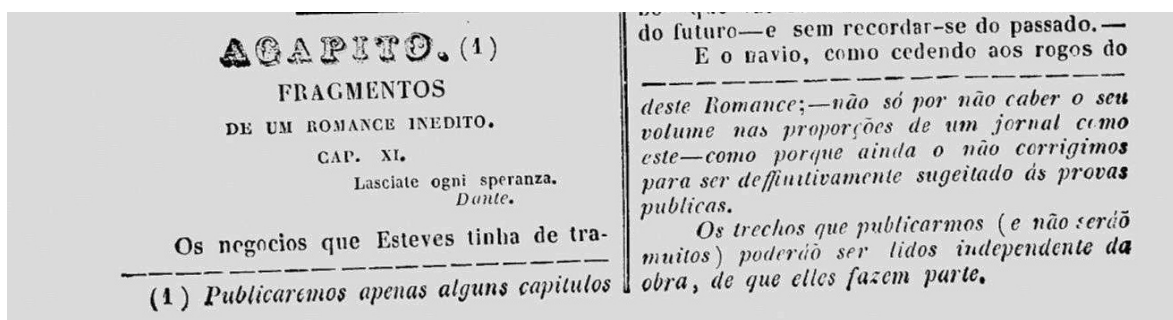 AGAPITO. (1)
FRAGMENTOS
DE UM ROMANCE INEDITO.
CAP. XI.
Lasciate ogni speranza.
Dante.
Os negocios que Esteves tinha de tra-
(1) Publicaremos apenas alguns capitulos
do futuro—e sem recordar-se do passado.—
E o navio, como cedendo aos rogos do
deste Romance;—não só por não caber o seu
volume nas proporções de um jornal como
este—como porque ainda o não corrigimos
para ser deffinitivamente sugeitado ás provas
publicas.
Os trechos que publicarmos (e não serão
muitos) poderáõ ser lidos independente da
obra, de que elles fazem parte.